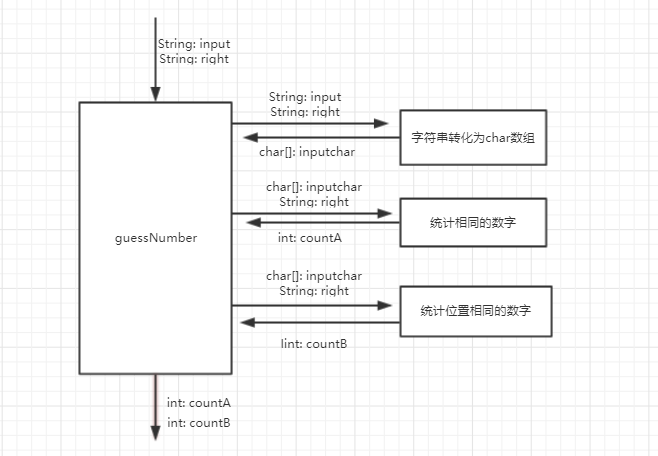 String: input
String: right
String: input
String: right
字符串转化为char数组
char[]: inputchar
char[]: inputchar
String: right
统计相同的数字
guessNumber
int: countA
char[]: inputchar
String: right
统计位置相同的数字
lint: countB
int: countA
int: countB